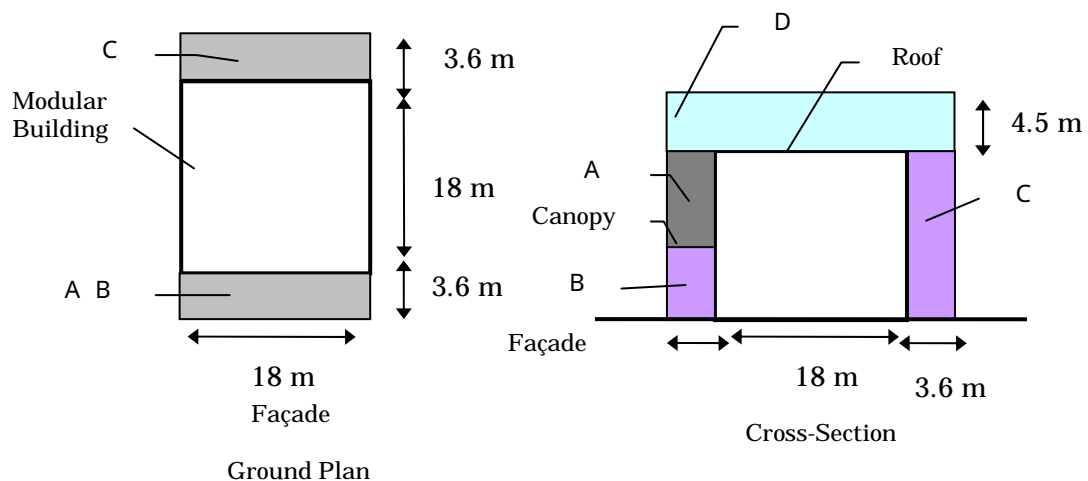 C
3.6 m
Modular
Building
18 m
A B
3.6 m
18 m
Façade
Ground Plan
D
Roof
4.5 m
A
C
Canopy
B
Façade
18 m
3.6 m
Cross-Section